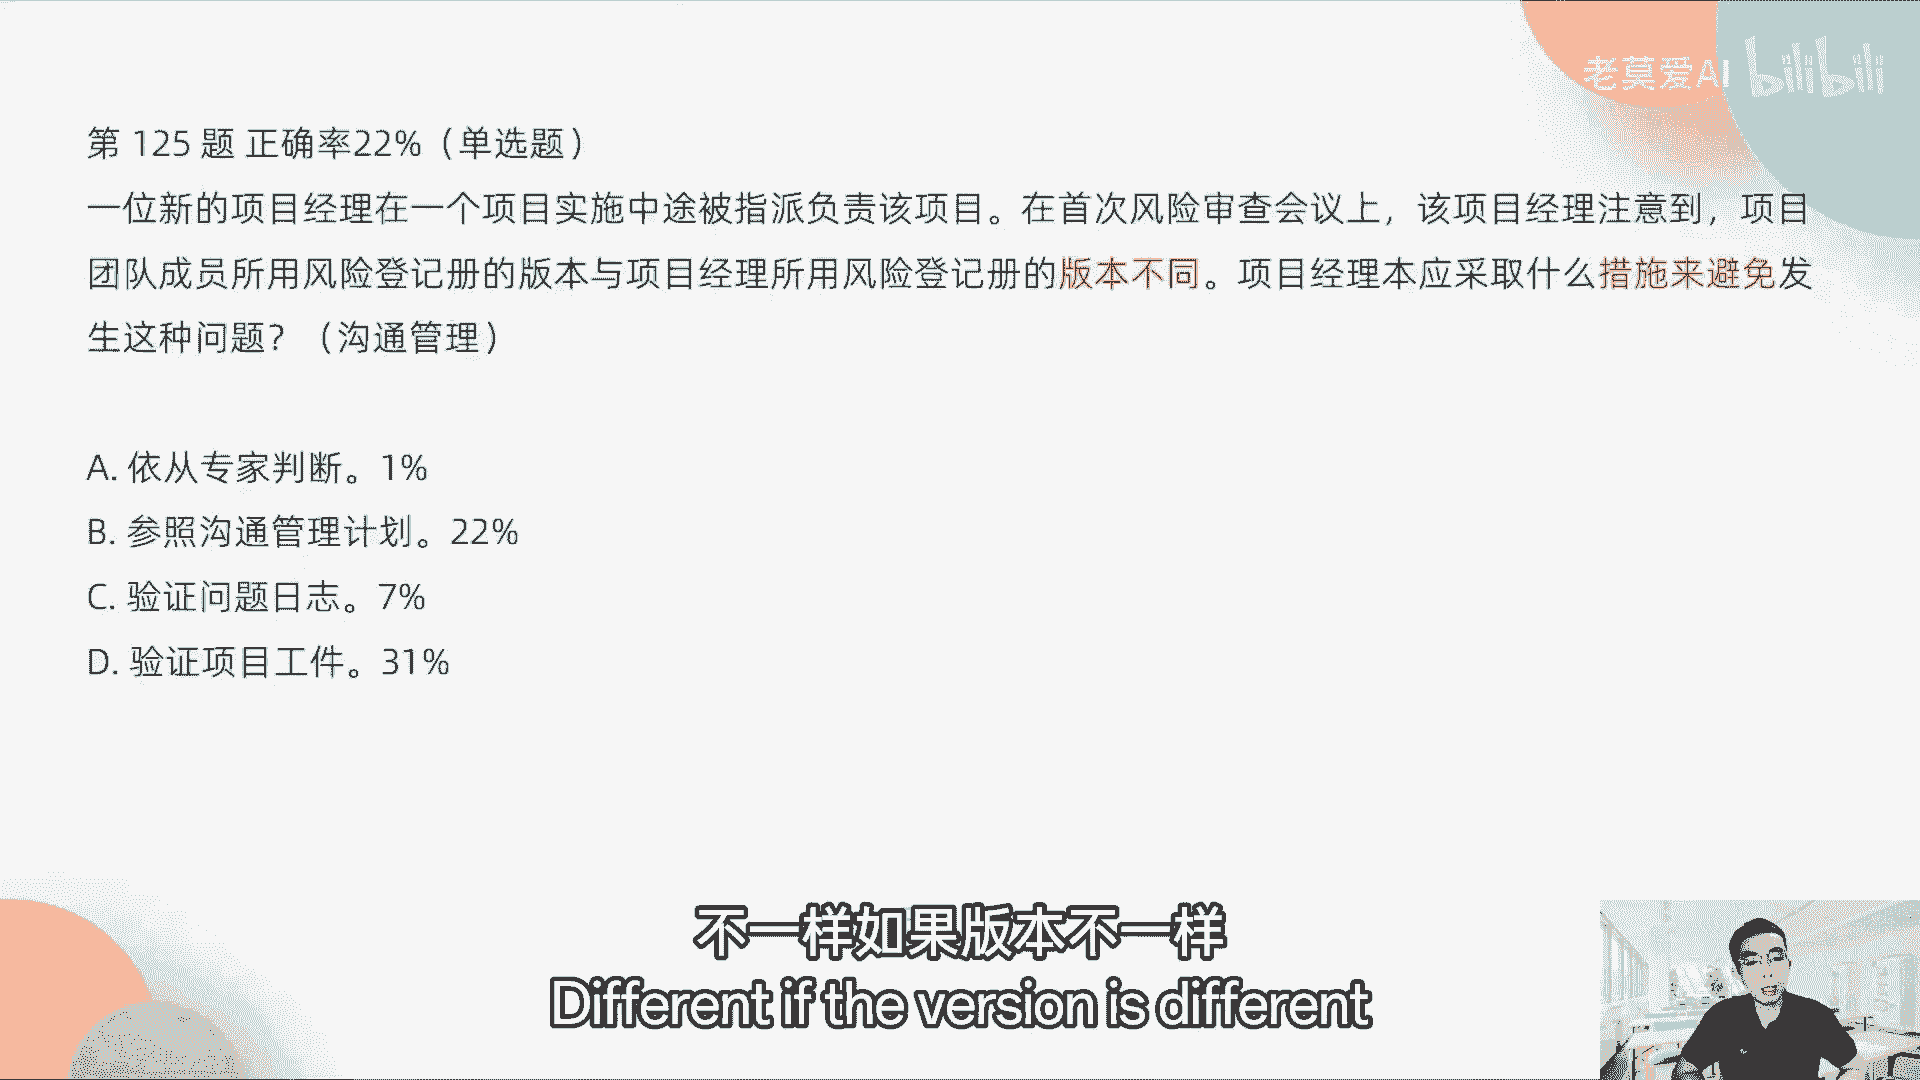 老莫爱AI bilibili
第 125 题 正确率22%（单选题）
一位新的项目经理在一个项目实施中途被指派负责该项目。在首次风险审查会议上，该项目经理注意到，项目
团队成员所用风险登记册的版本与项目经理所用风险登记册的版本不同。项目经理本应采取什么措施来避免发
生这种问题？（沟通管理）
A. 依从专家判断。1%
B. 参照沟通管理计划。22%
C. 验证问题日志。7%
D. 验证项目工件。31%
不一样如果版本不一样
Different if the version is different